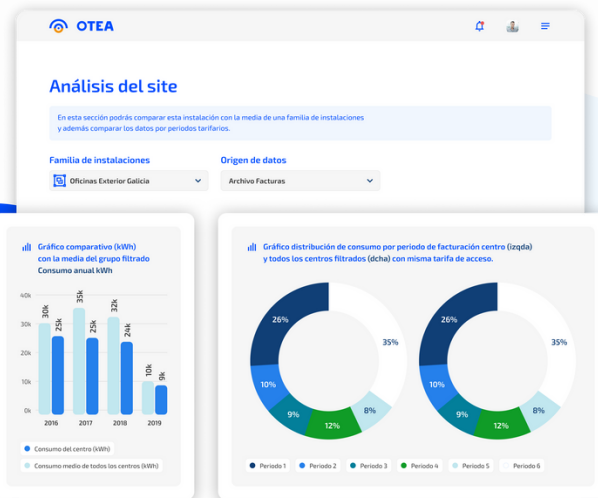 OTEA
Análisis del site
En esta sección podrás comparar esta instalación con la media de una familia de instalaciones
y además comparar los datos por periodos tarifarios.
Familia de instalaciones
Origen de datos
Oficinas Exterior Galicia
Archivo Facturas
Gráfico comparativo (kWh)
con la media del grupo filtrado
Consumo anual kWh
40k
30k
20k
10k
0k
30k
25k
35k
25k
32k
24k
10k
9k
2016
2017
2018
2019
Consumo del centro (kWh)
Consumo medio de todos los centros (kWh)
Gráfico distribución de consumo por periodo de facturación centro (izqda)
y todos los centros filtrados (dcha) con misma tarifa de acceso.
26%
35%
10%
9%
12%
8%
26%
35%
10%
9%
12%
8%
Periodo 1
Periodo 2
Periodo 3
Periodo 4
Periodo 5
Periodo 6